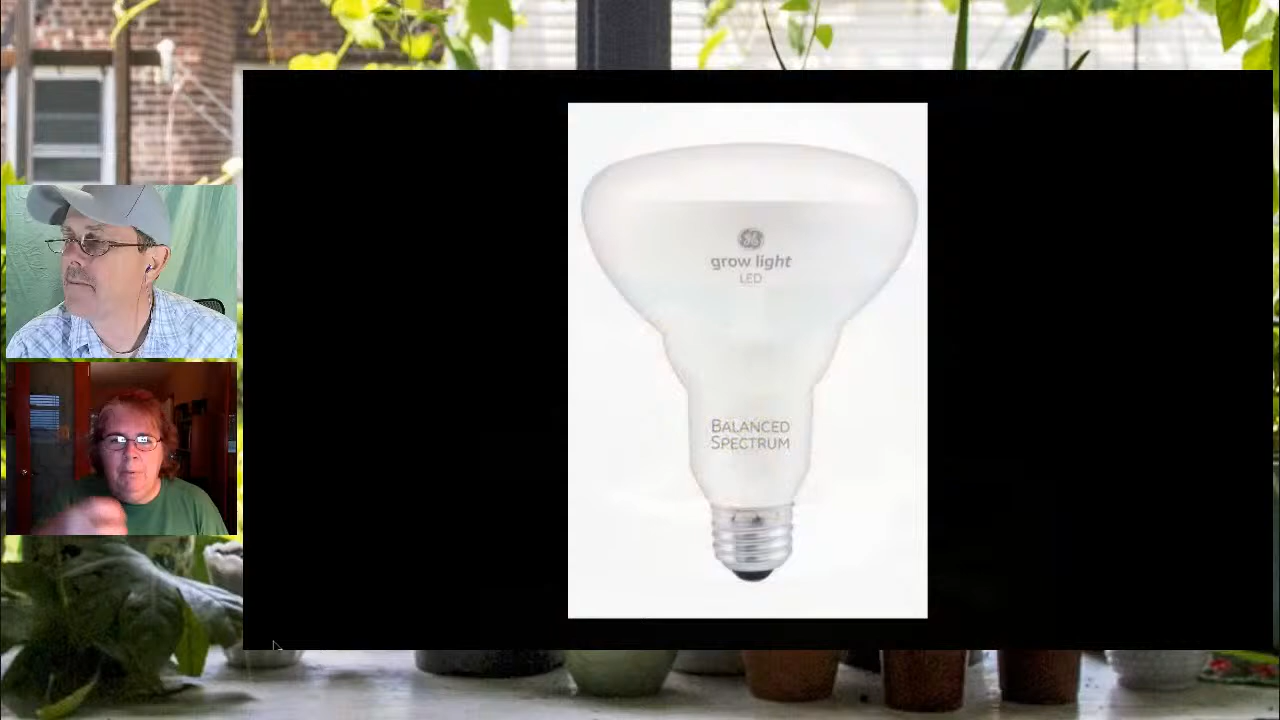 GE
grow light
LED
BALANCED
SPECTRUM